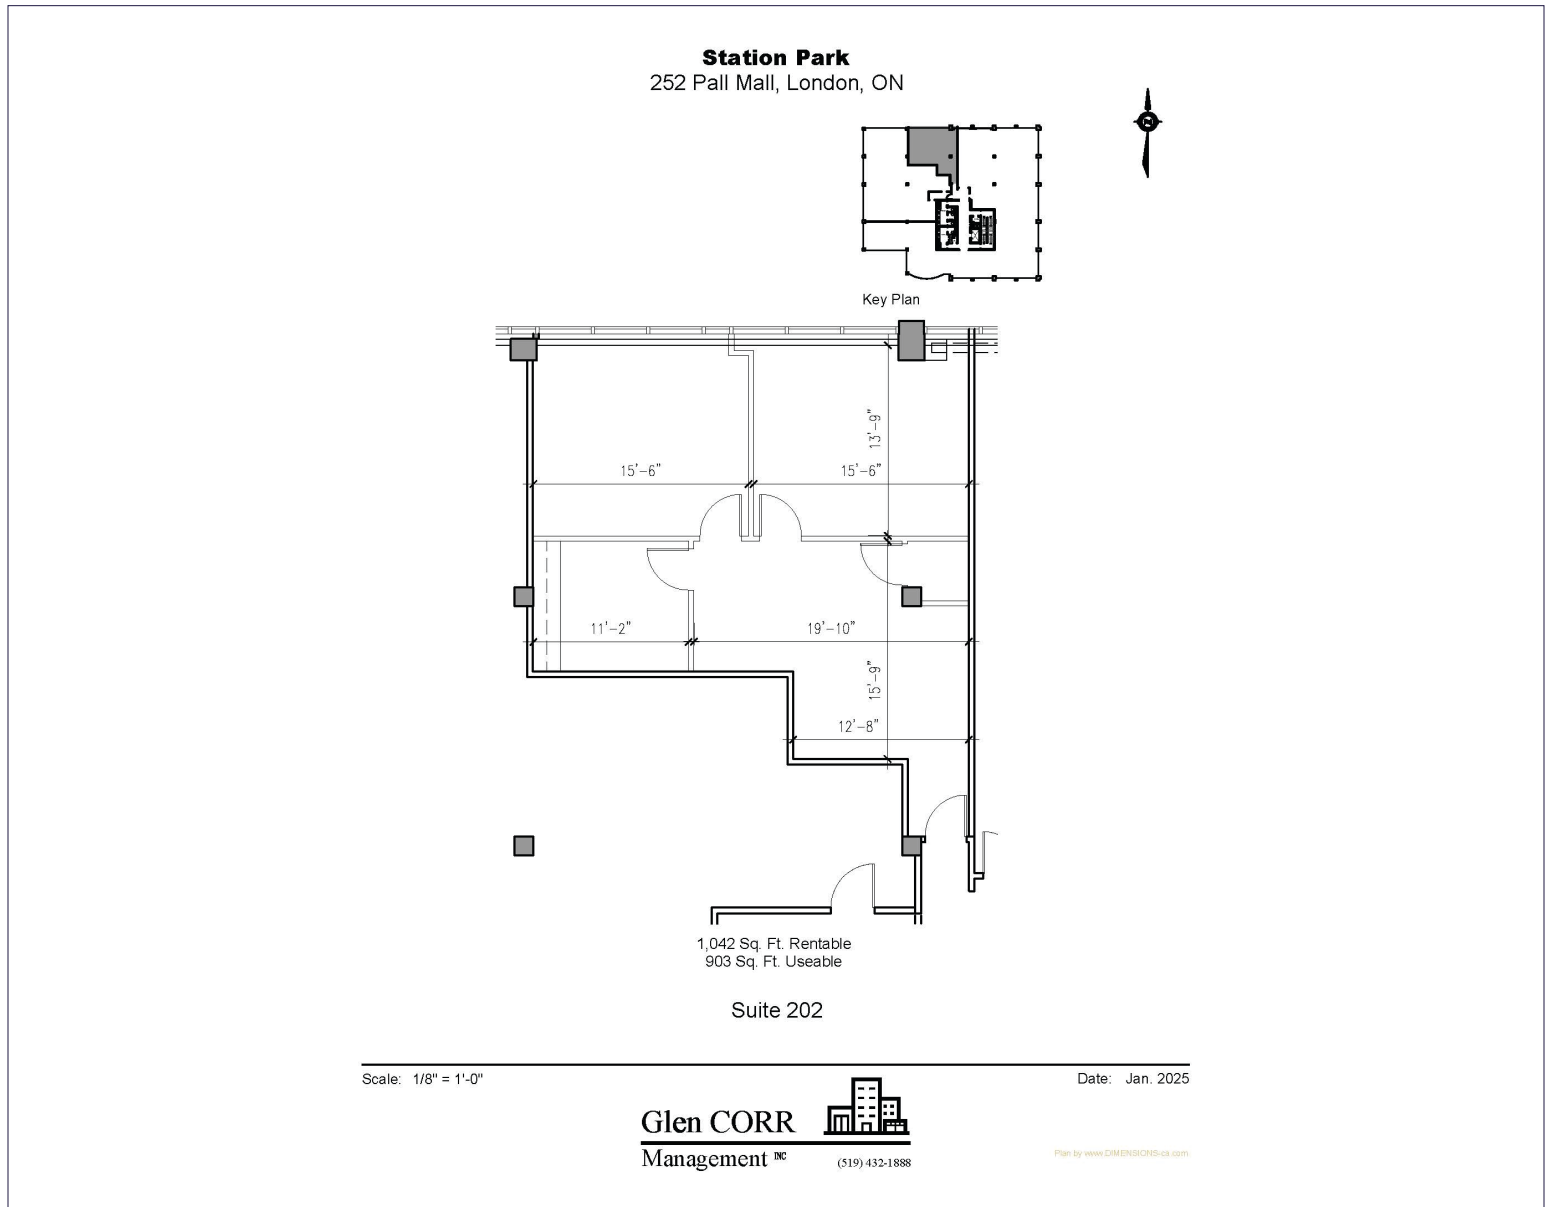 Station Park
252 Pall Mall, London, ON
Key Plan
13'-9"
15'-6"
15'-6"
11'-2"
19'-10"
15'-9"
12'-8"
1,042 Sq. Ft. Rentable
903 Sq. Ft. Useable
Suite 202
Scale: 1/8" = 1'-0"
Date: Jan. 2025
Glen CORR
Management INC
(519) 432-1888
Plan by www.DIMENSIONS-ca.com